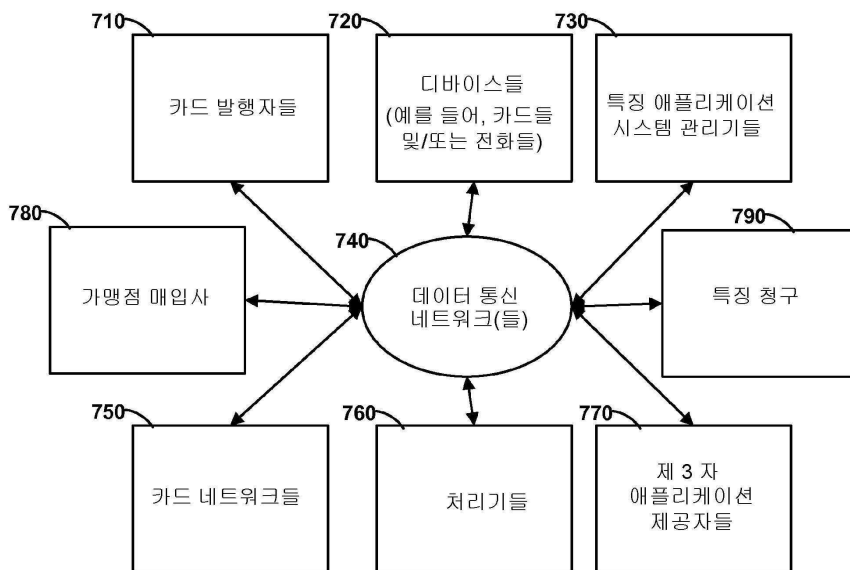 710
카드 발행자들
720
디바이스들
(예를 들어, 카드들
및/또는 전화들)
730
특징 애플리케이션
시스템 관리기들
780
가맹점 매입사
740
데이터 통신
네트워크(들)
790
특징 청구
750
카드 네트워크들
760
처리기들
770
제 3 자
애플리케이션
제공자들